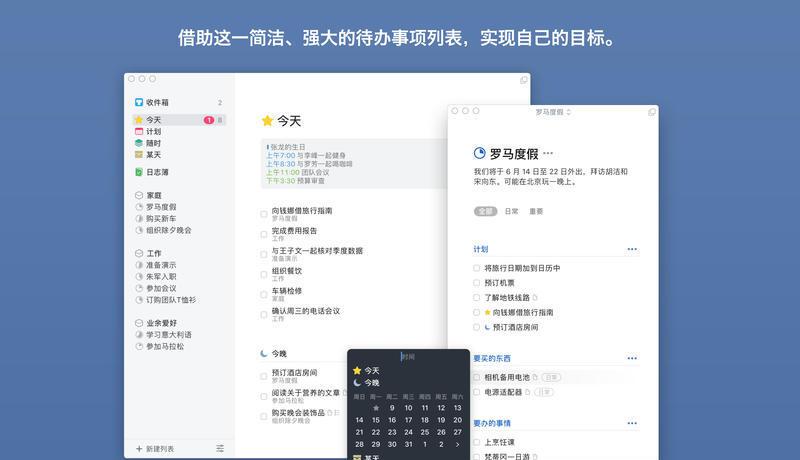 借助这一简洁、强大的待办事项列表，实现自己的目标。
收件箱 2
今天 1 8
计划
随时
某天
日志簿
家庭
罗马度假
购买新车
组织除夕晚会
工作
准备演示
朱军入职
参加会议
订购团队T恤衫
业余爱好
学习意大利语
参加马拉松
+ 新建列表
今天
张龙的生日
上午7:00 与李峰一起健身
上午8:30 与罗芳一起喝咖啡
上午11:00 团队会议
下午3:30 预算审查
向钱娜借旅行指南
罗马度假
完成费用报告
工作
与王子文一起核对季度数据
准备演示
组织餐饮
工作
车辆检修
家庭
确认周三的电话会议
工作
今晚
预订酒店房间
罗马度假
阅读关于营养的文章
参加马拉松
购买晚会装饰品
组织除夕晚会
时间
今天
今晚
周日 周一 周二 周三 周四 周五 周六
9 10 11 12 13
14 15 16 17 18 19 20
21 22 23 24 25 26 27
28 29 30 31 1 2 >
某天
罗马度假
罗马度假 •••
我们将于 6 月 14 日至 22 日外出，拜访胡洁和
宋向东。可能在北京玩一晚上。
全部 日常 重要
计划 •••
将旅行日期加到日历中
预订机票
了解地铁线路
向钱娜借旅行指南
预订酒店房间
要买的东西 •••
相机备用电池 日常
电源适配器 日常
要办的事情 •••
上烹饪课
梵蒂冈一日游